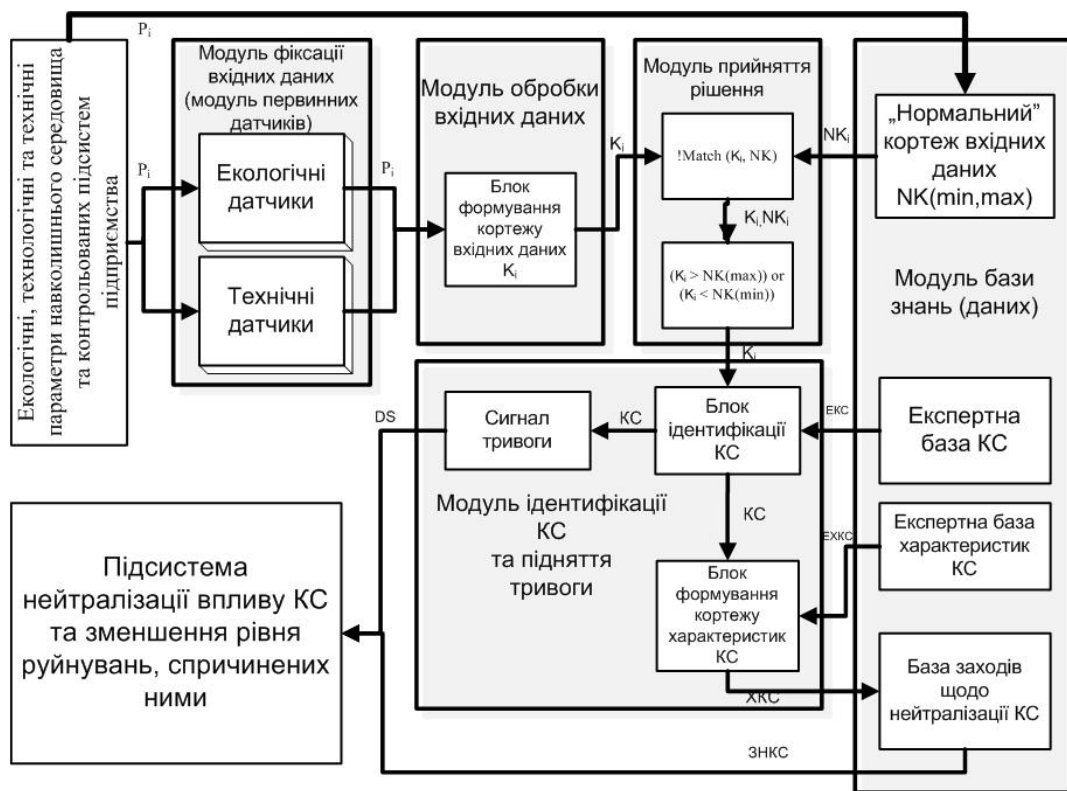 Pi
Екологічні, технологічні та технічні
параметри навколишнього середовища
та контрольованих підсистем
підприємства
Pi
Модуль фіксації
вхідних даних
(модуль первинних
датчиків)
Екологічні
датчики
Технічні
датчики
Pi
Модуль обробки
вхідних даних
Блок
формування
кортежу
вхідних даних
Ki
Ki
Модуль прийняття
рішення
!Match (Ki, NK)
Ki,NKi
(Ki > NK(max)) or
(Ki < NK(min))
Ki
NKi
„Нормальний”
кортеж вхідних
даних
NK(min,max)
Модуль бази
знань (даних)
Експертна
база КС
Експертна база
характеристик
КС
База заходів
щодо
нейтралізації КС
ЕКС
ЕХКС
Блок
ідентифікації
КС
КС
Сигнал
тривоги
DS
Модуль ідентифікації
КС
та підняття
тривоги
КС
Блок
формування
кортежу
характеристик
КС
ХКС
ЗНКС
Підсистема
нейтралізації впливу КС
та зменшення рівня
руйнувань, спричинених
ними